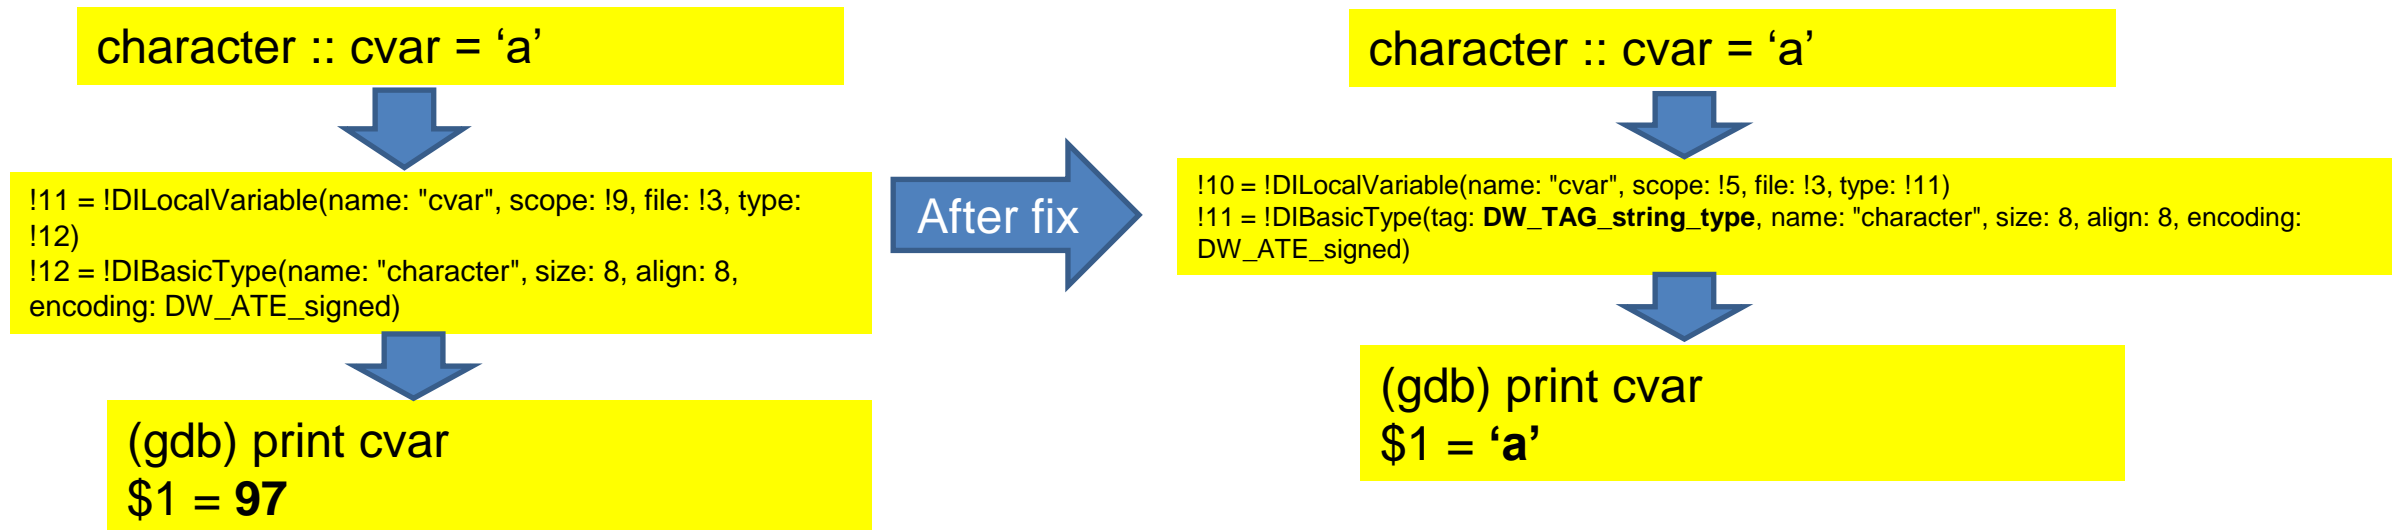 character :: cvar = ‘a’
!11 = !DILocalVariable(name: "cvar", scope: !9, file: !3, type:
!12)
!12 = !DIBasicType(name: "character", size: 8, align: 8,
encoding: DW_ATE_signed)
(gdb) print cvar
$1 = 97
After fix
character :: cvar = ‘a’
!10 = !DILocalVariable(name: "cvar", scope: !5, file: !3, type: !11)
!11 = !DIBasicType(tag: DW_TAG_string_type, name: "character", size: 8, align: 8, encoding:
DW_ATE_signed)
(gdb) print cvar
$1 = ‘a’